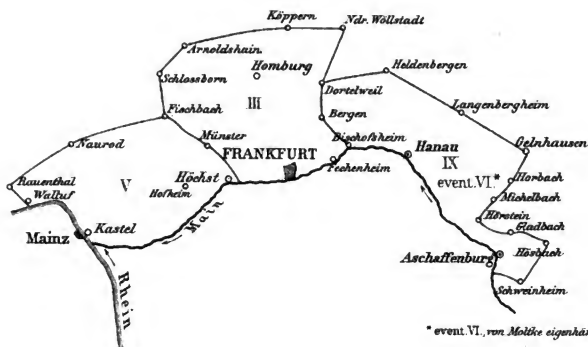 Köppern
Ndr. Wöllstadt
Arnoldshain
Homburg
Heldenbergen
Schlossborn
Dortelweil
III
Langenbergheim
Fischbach
Bergen
Münster
Bischofsheim
Gelnhausen
Naurod
FRANKFURT
Hanau
IX
Fechenheim
event.VI.*
Horbach
Höchst
V
Hofheim
Michelbach
Rauenthal
Walluf
Hörstein
Gladbach
Main
Kastel
Mainz
Hösbach
Aschaffenburg
Rhein
Schweinheim
* event.VI., von Moltke eigenhän